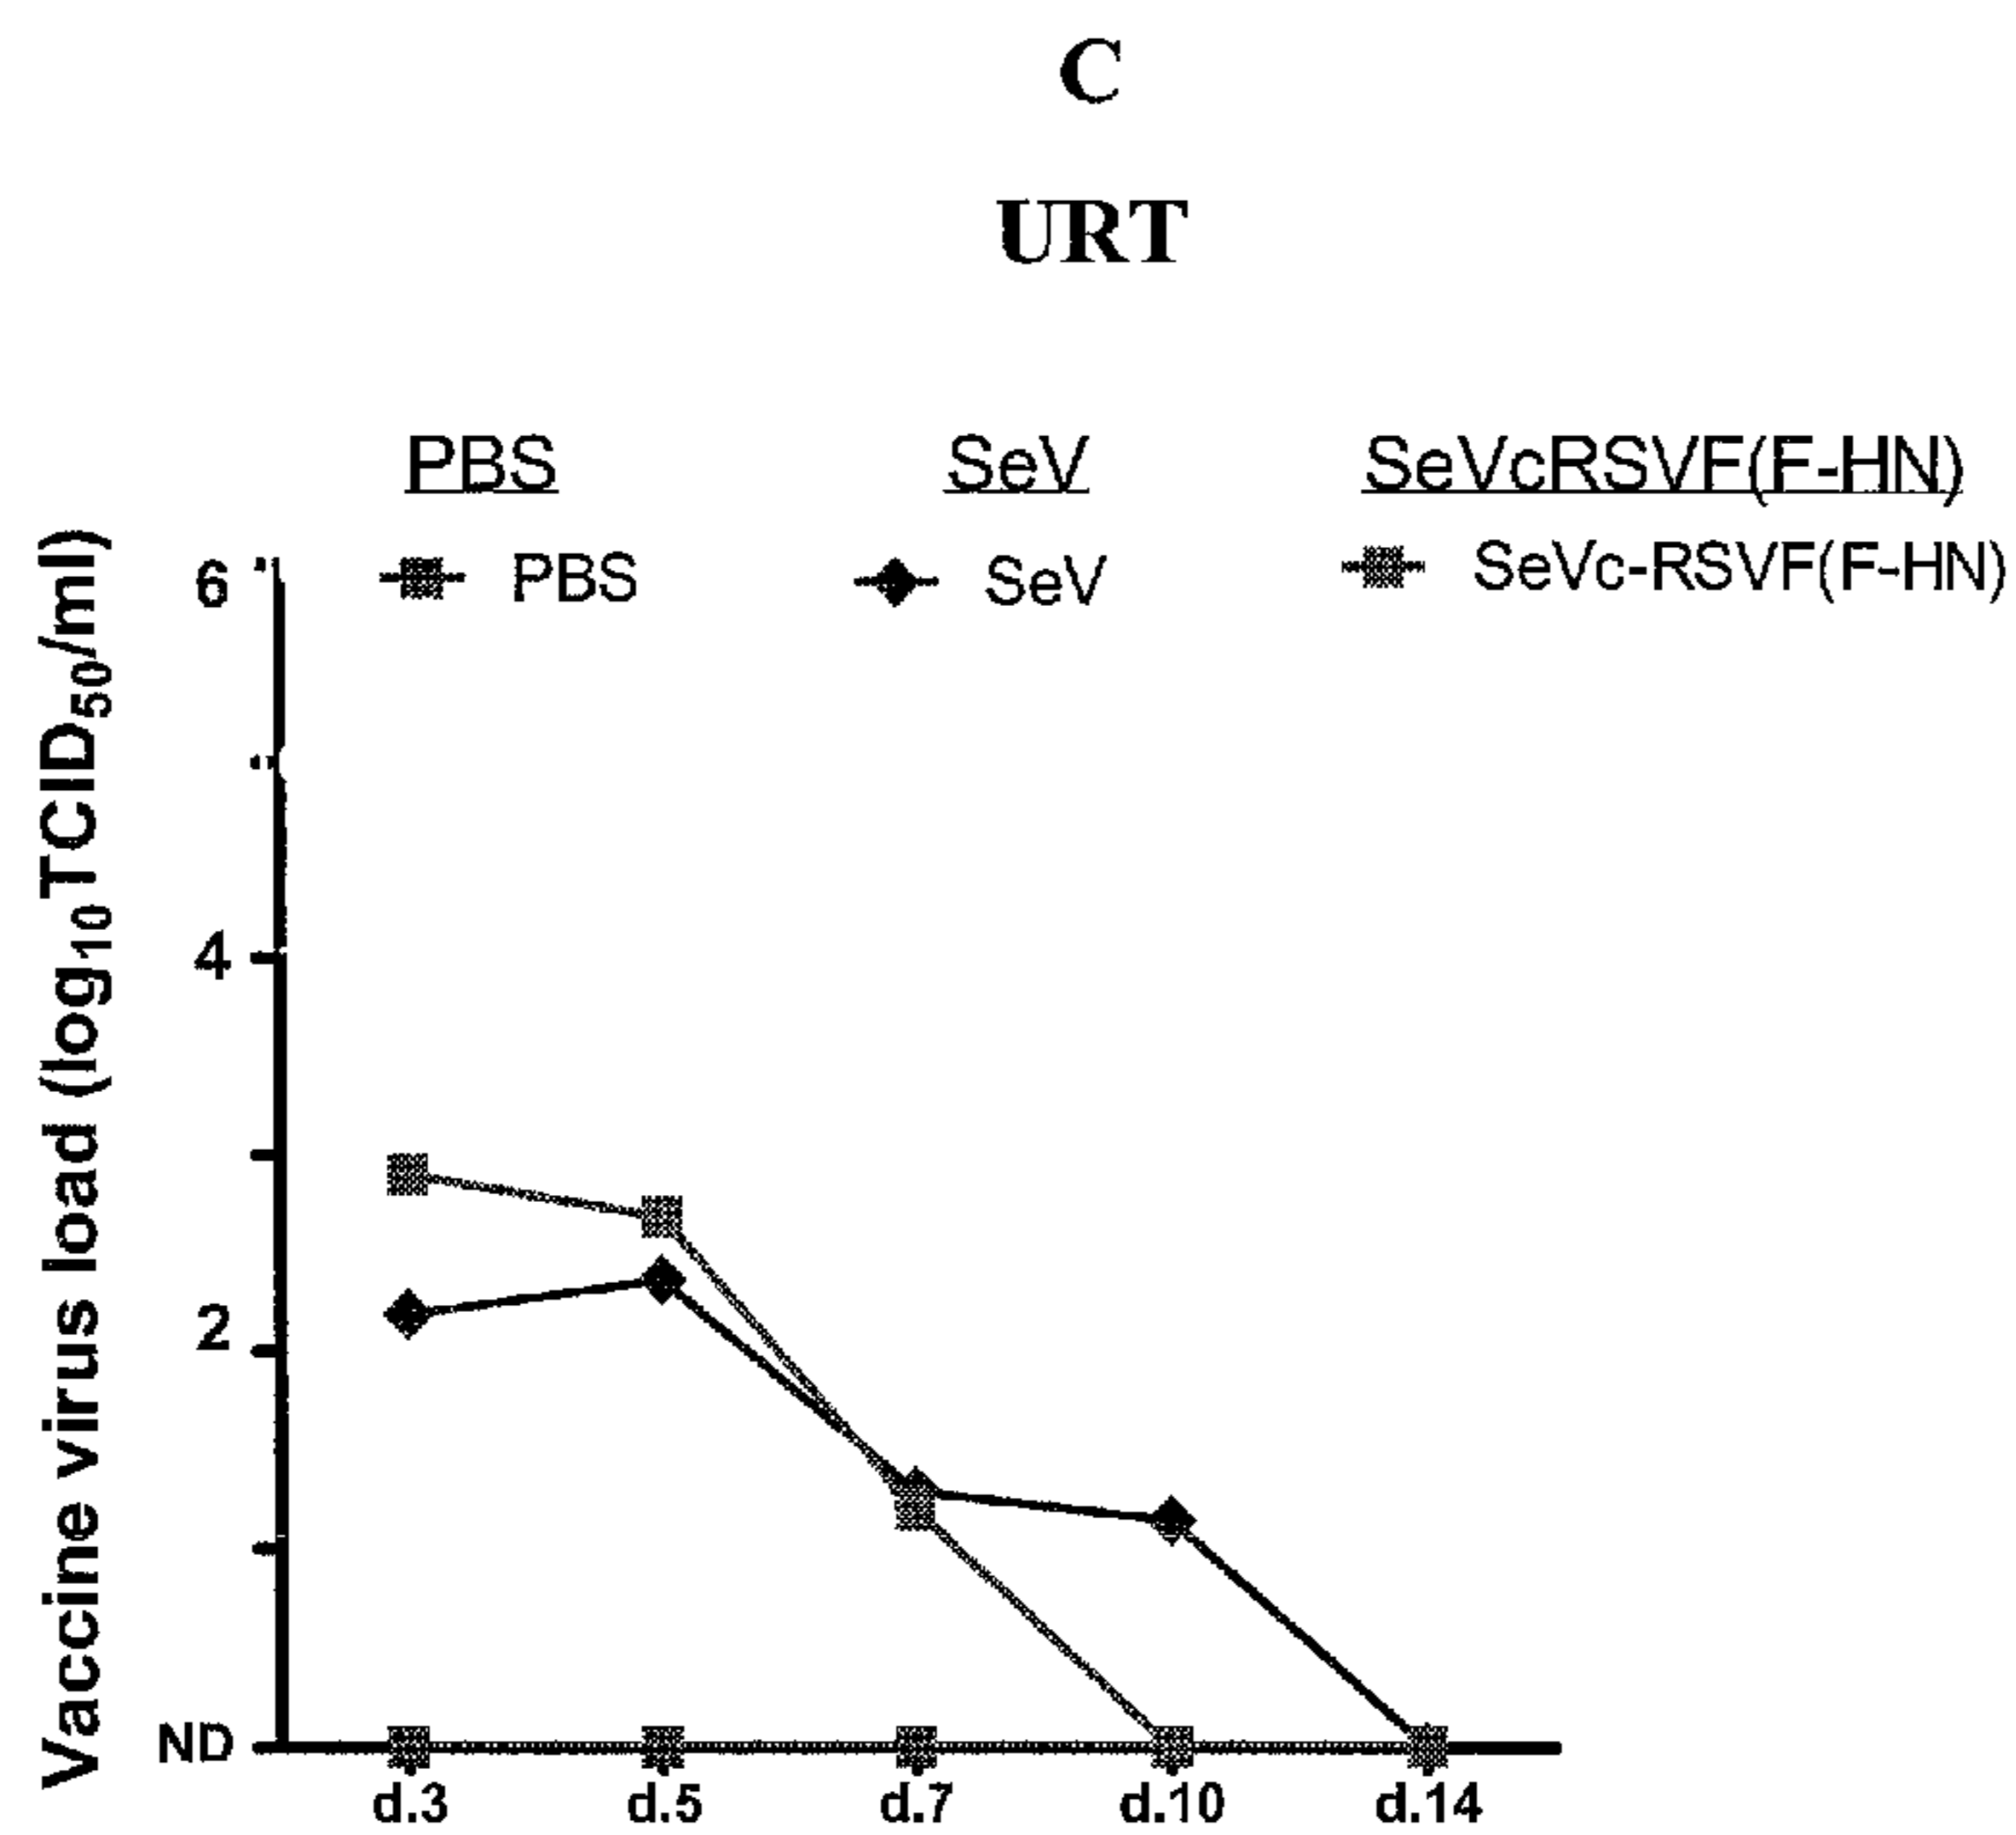 C
URT
PBS SeV SeVcRSVF(F-HN)
PBS SeV SeVc-RSVF(F-HN)
Vaccine virus load (log10TCID50/ml)
6
4
2
ND
d.3 d.5 d.7 d.10 d.14